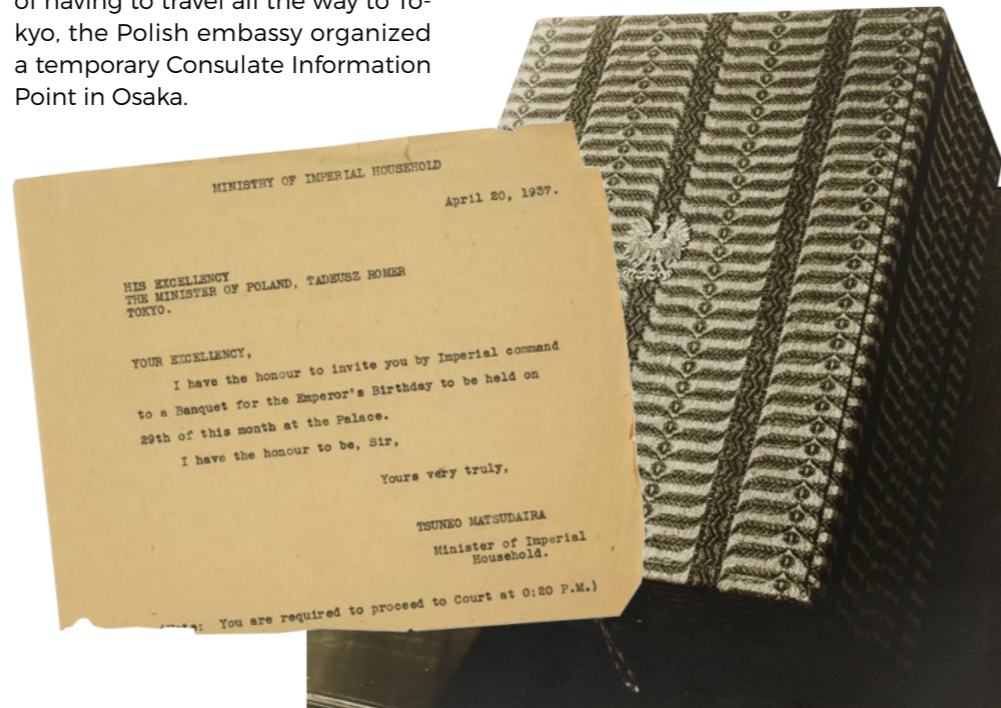 of having to travel all the way to To-
kyo, the Polish embassy organized
a temporary Consulate Information
Point in Osaka.
MINISTRY OF IMPERIAL HOUSEHOLD
April 20, 1937.
HIS EXCELLENCY
THE MINISTER OF POLAND, TADEUSZ ROMER
TOKYO.
YOUR EXCELLENCY,
I have the honour to invite you by Imperial command
to a Banquet for the Emperor's Birthday to be held on
29th of this month at the Palace.
I have the honour to be, Sir,
Yours very truly,
TSUNEO MATSUDAIRA
Minister of Imperial
Household.
(Note: You are required to proceed to Court at 0:20 P.M.)